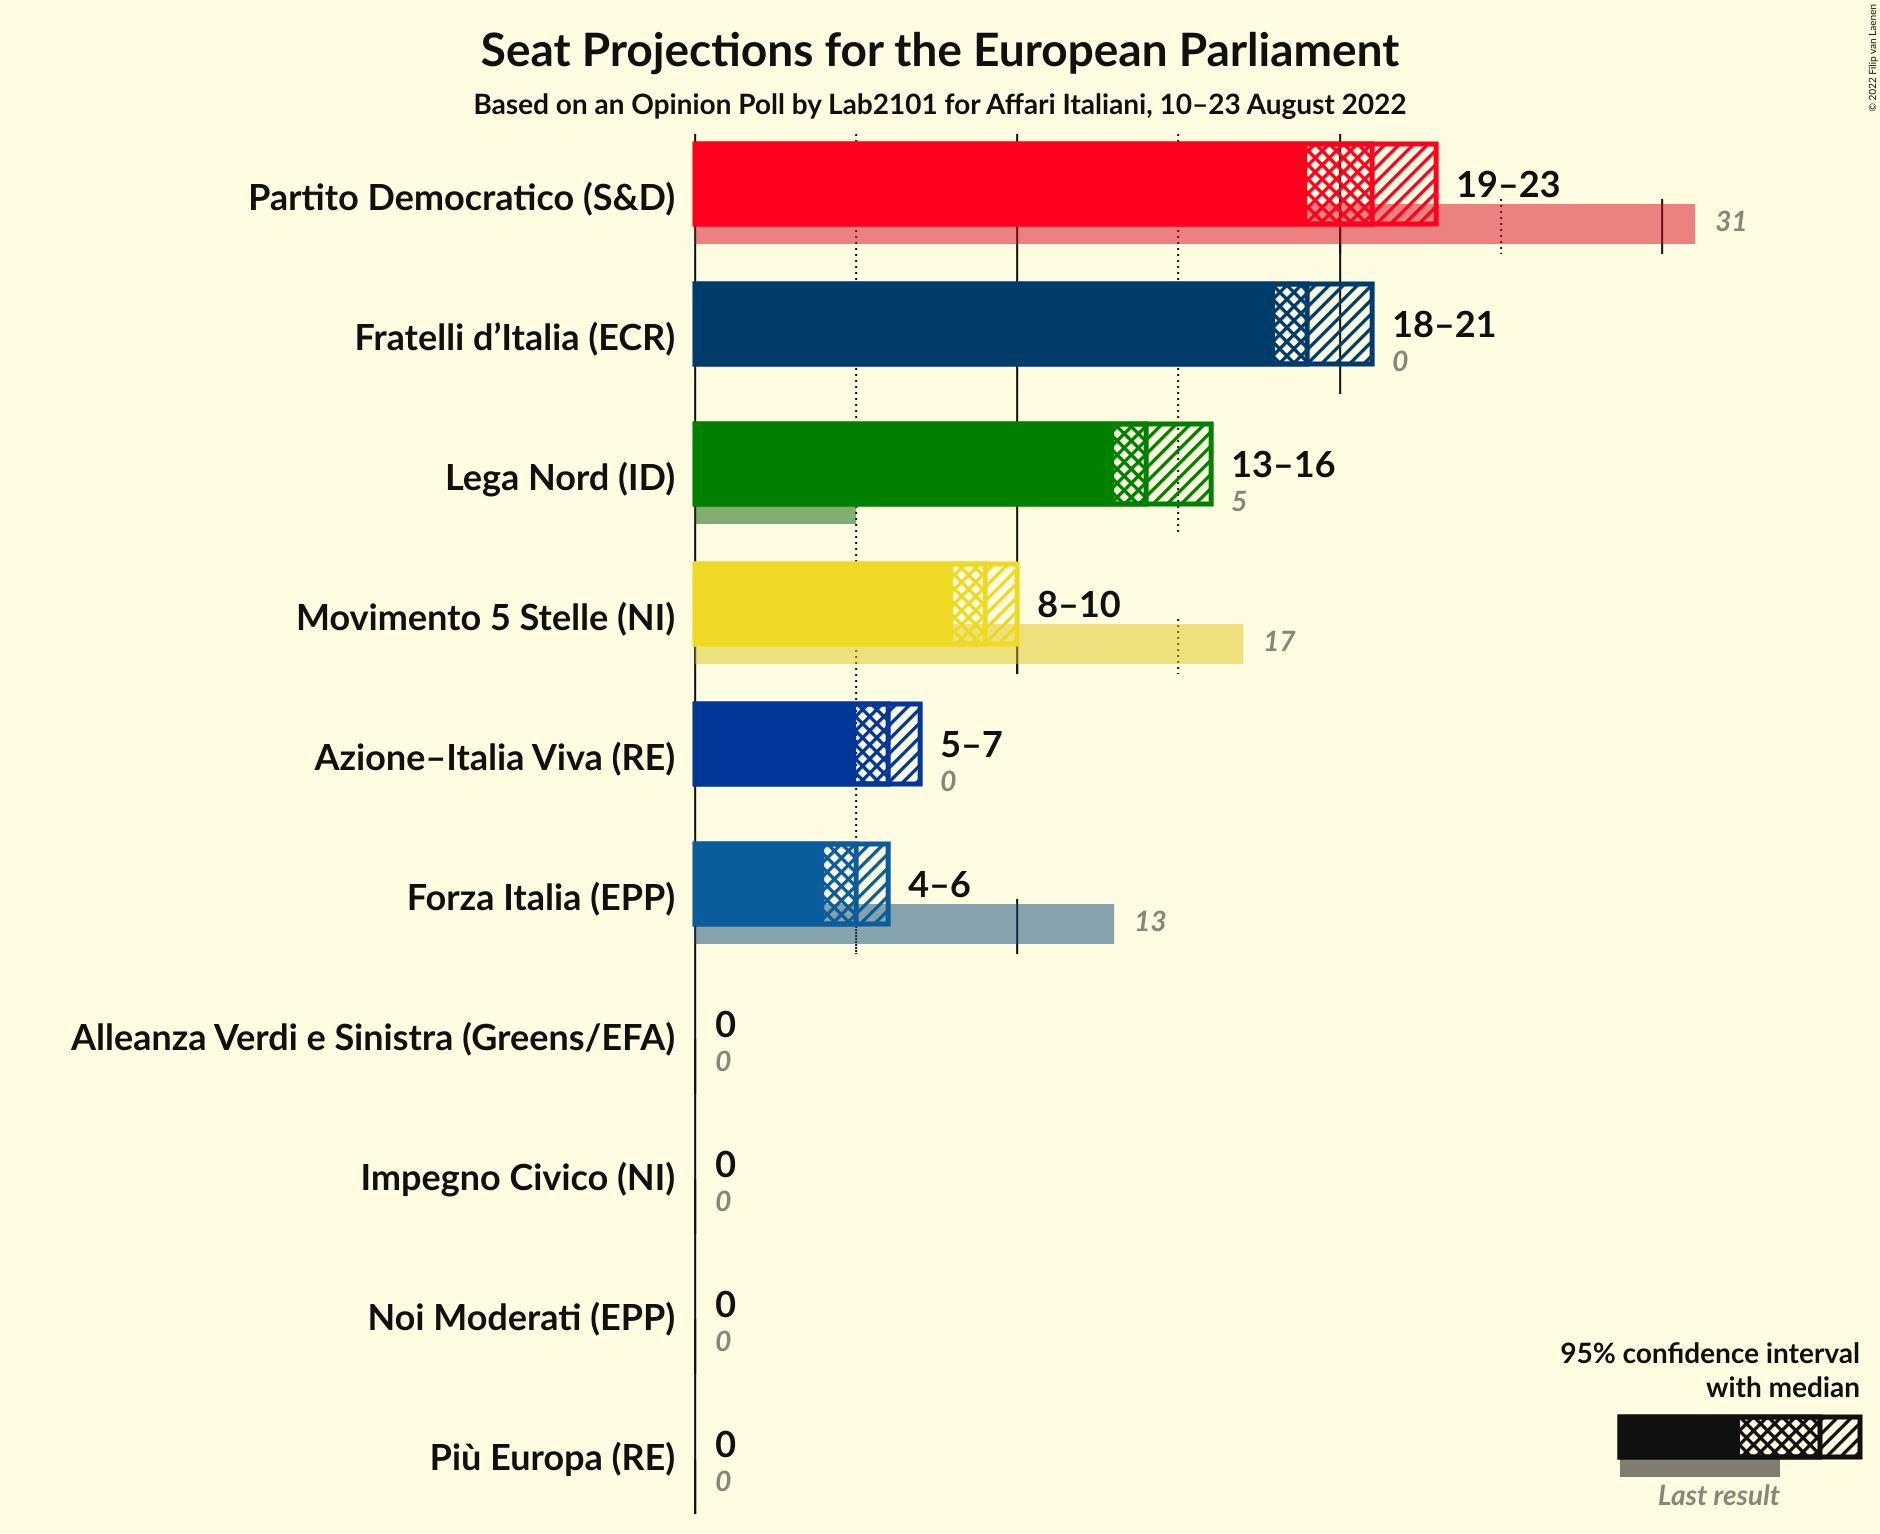 Seat Projections for the European Parliament
Based on an Opinion Poll by Lab2101 for Affari Italiani, 10–23 August 2022
© 2022 Filip van Laenen
Partito Democratico (S&D)
19–23
31
Fratelli d’Italia (ECR)
18–21
0
Lega Nord (ID)
13–16
5
Movimento 5 Stelle (NI)
8–10
17
Azione–Italia Viva (RE)
5–7
0
Forza Italia (EPP)
4–6
13
Alleanza Verdi e Sinistra (Greens/EFA)
0
0
Impegno Civico (NI)
0
0
Noi Moderati (EPP)
0
0
Più Europa (RE)
0
0
95% confidence interval
with median
Last result